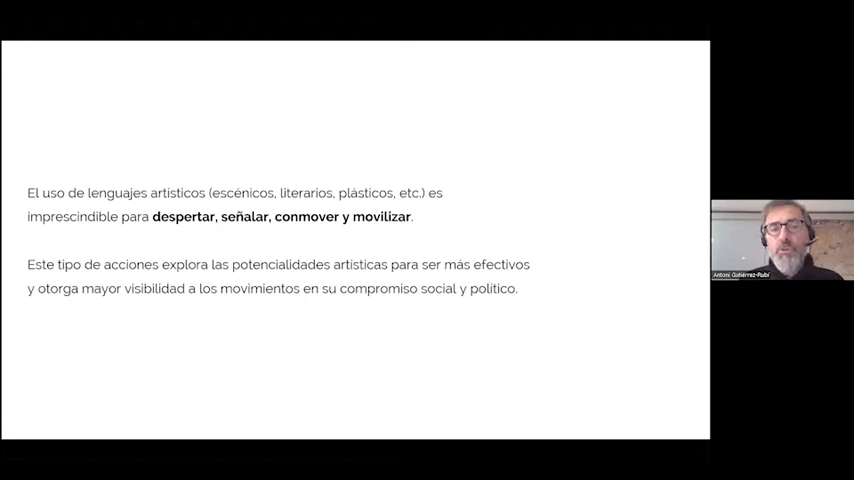 El uso de lenguajes artísticos (escénicos, literarios, plásticos, etc.) es
imprescindible para despertar, señalar, conmover y movilizar.
Este tipo de acciones explora las potencialidades artísticas para ser más efectivos
y otorga mayor visibilidad a los movimientos en su compromiso social y político.
Antoni Gutiérrez-Rubí